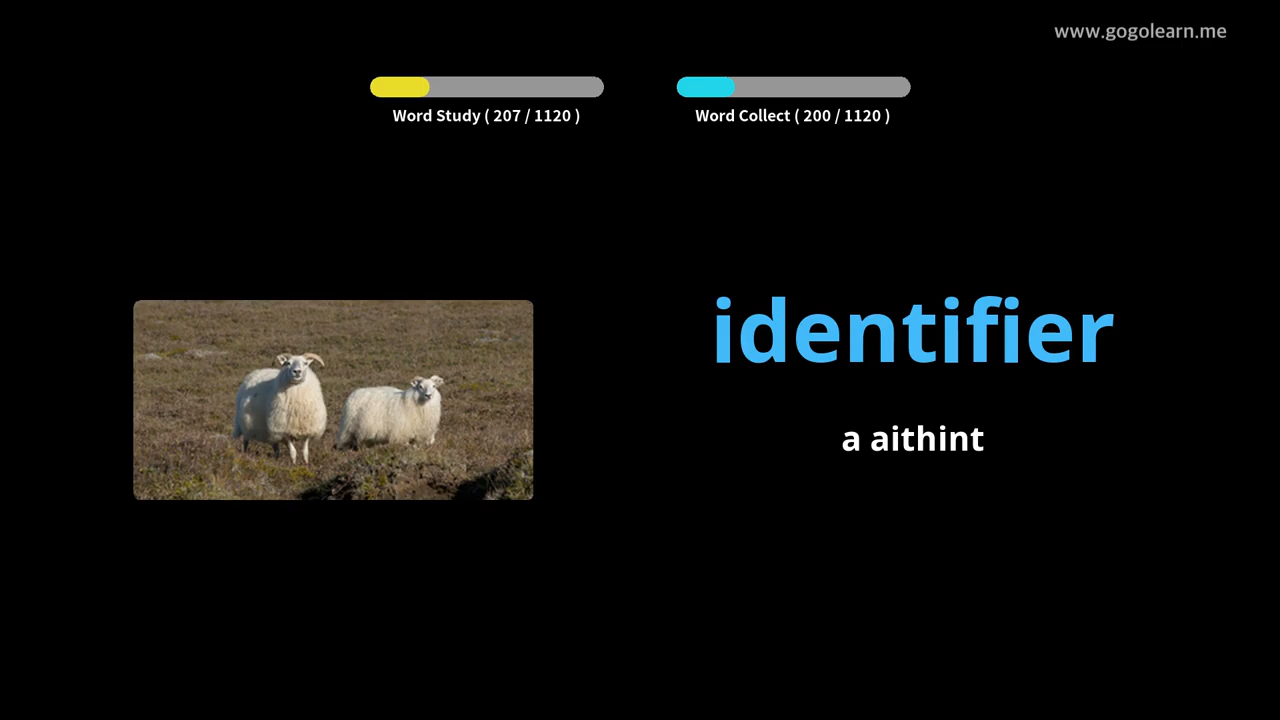 www.gogolearn.me
Word Study ( 207 / 1120 )
Word Collect ( 200 / 1120 )
identifier
a aithint